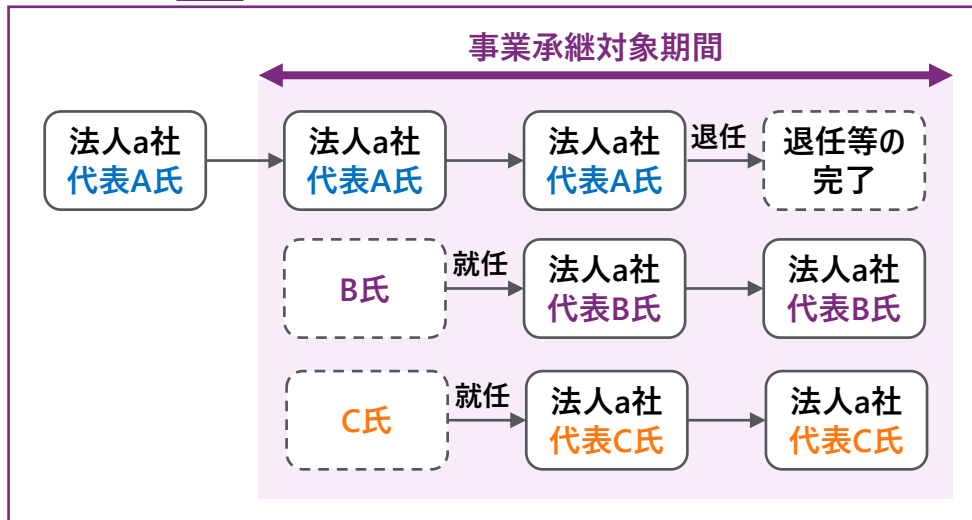 事業承継対象期間
法人a社
代表A氏
法人a社
代表A氏
法人a社
代表A氏
退任
退任等の
完了
B氏
就任
法人a社
代表B氏
法人a社
代表B氏
C氏
就任
法人a社
代表C氏
法人a社
代表C氏